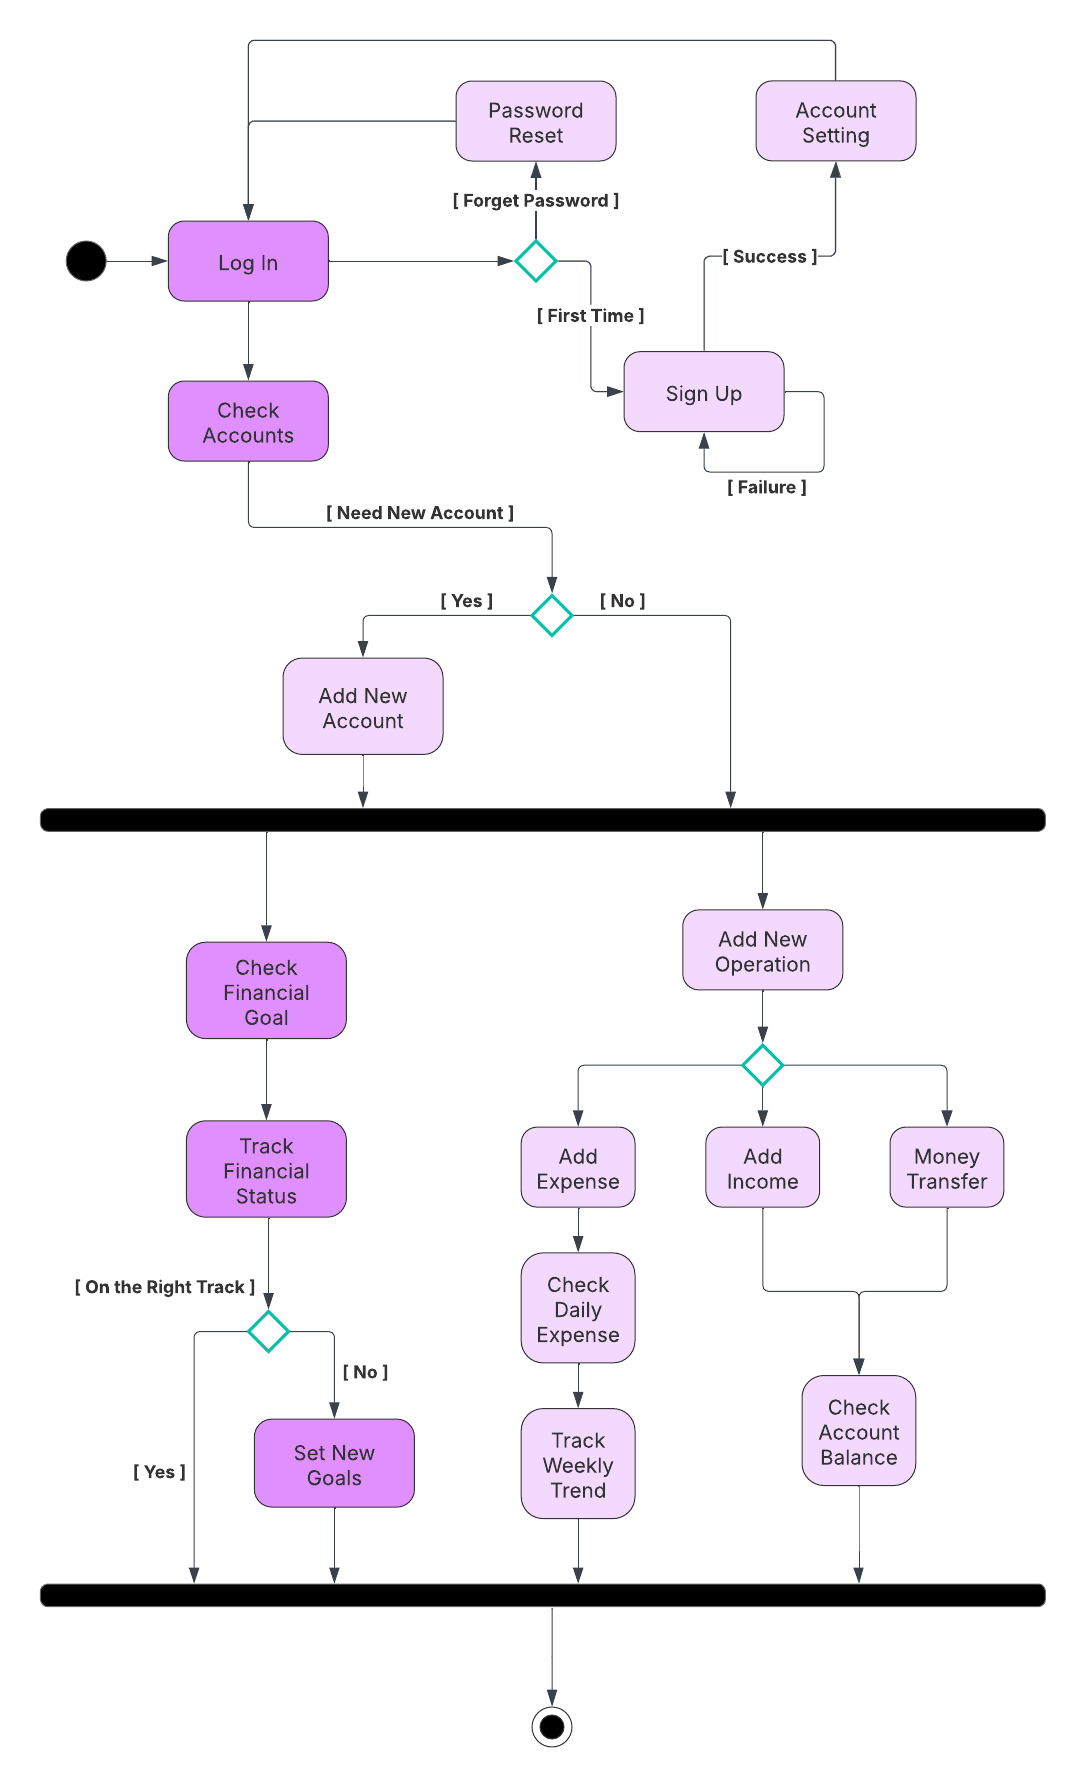 Password
Reset
Account
Setting
[ Forget Password ]
Log In
[ Success ]
[ First Time ]
Sign Up
Check
Accounts
[ Failure ]
[ Need New Account ]
[ Yes ]
[ No ]
Add New
Account
Add New
Operation
Check
Financial
Goal
Track
Financial
Status
Add
Expense
Add
Income
Money
Transfer
[ On the Right Track ]
Check
Daily
Expense
[ No ]
Check
Account
Balance
Set New
Goals
Track
Weekly
Trend
[ Yes ]